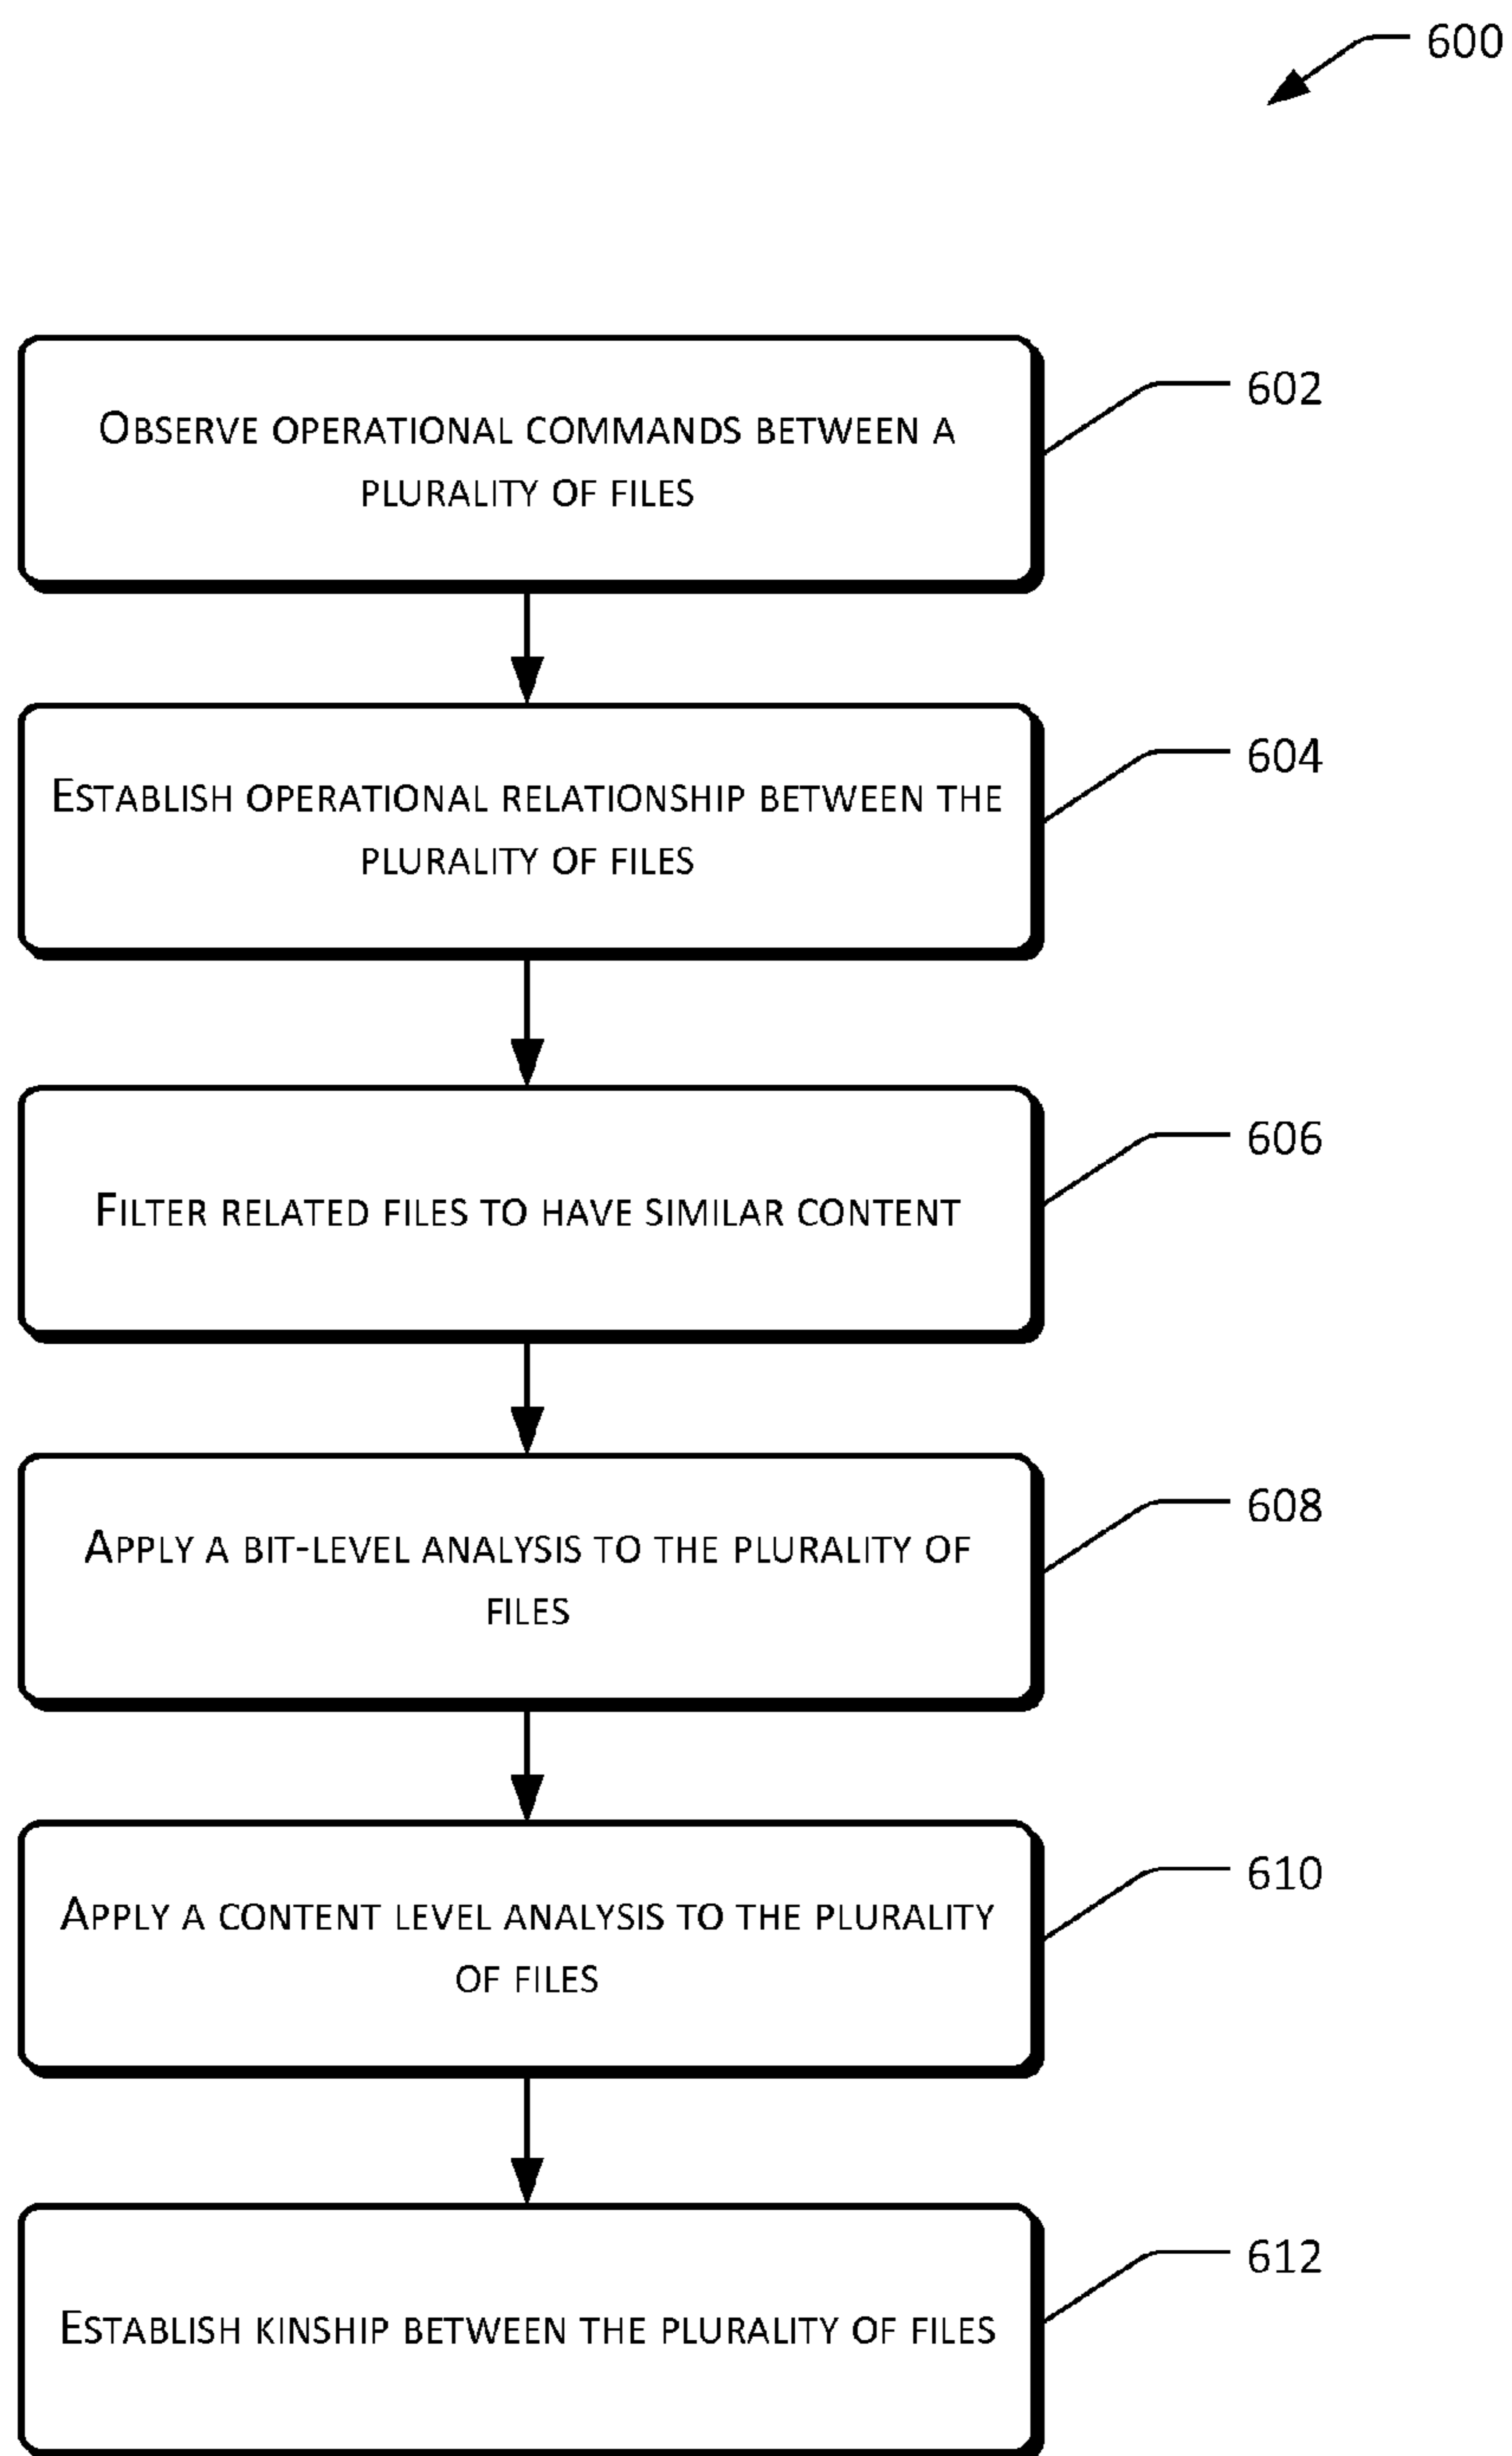 600
Observe operational commands between a
plurality of files
602
Establish operational relationship between the
plurality of files
604
Filter related files to have similar content
606
Apply a bit-level analysis to the plurality of
files
608
Apply a content level analysis to the plurality
of files
610
Establish kinship between the plurality of files
612